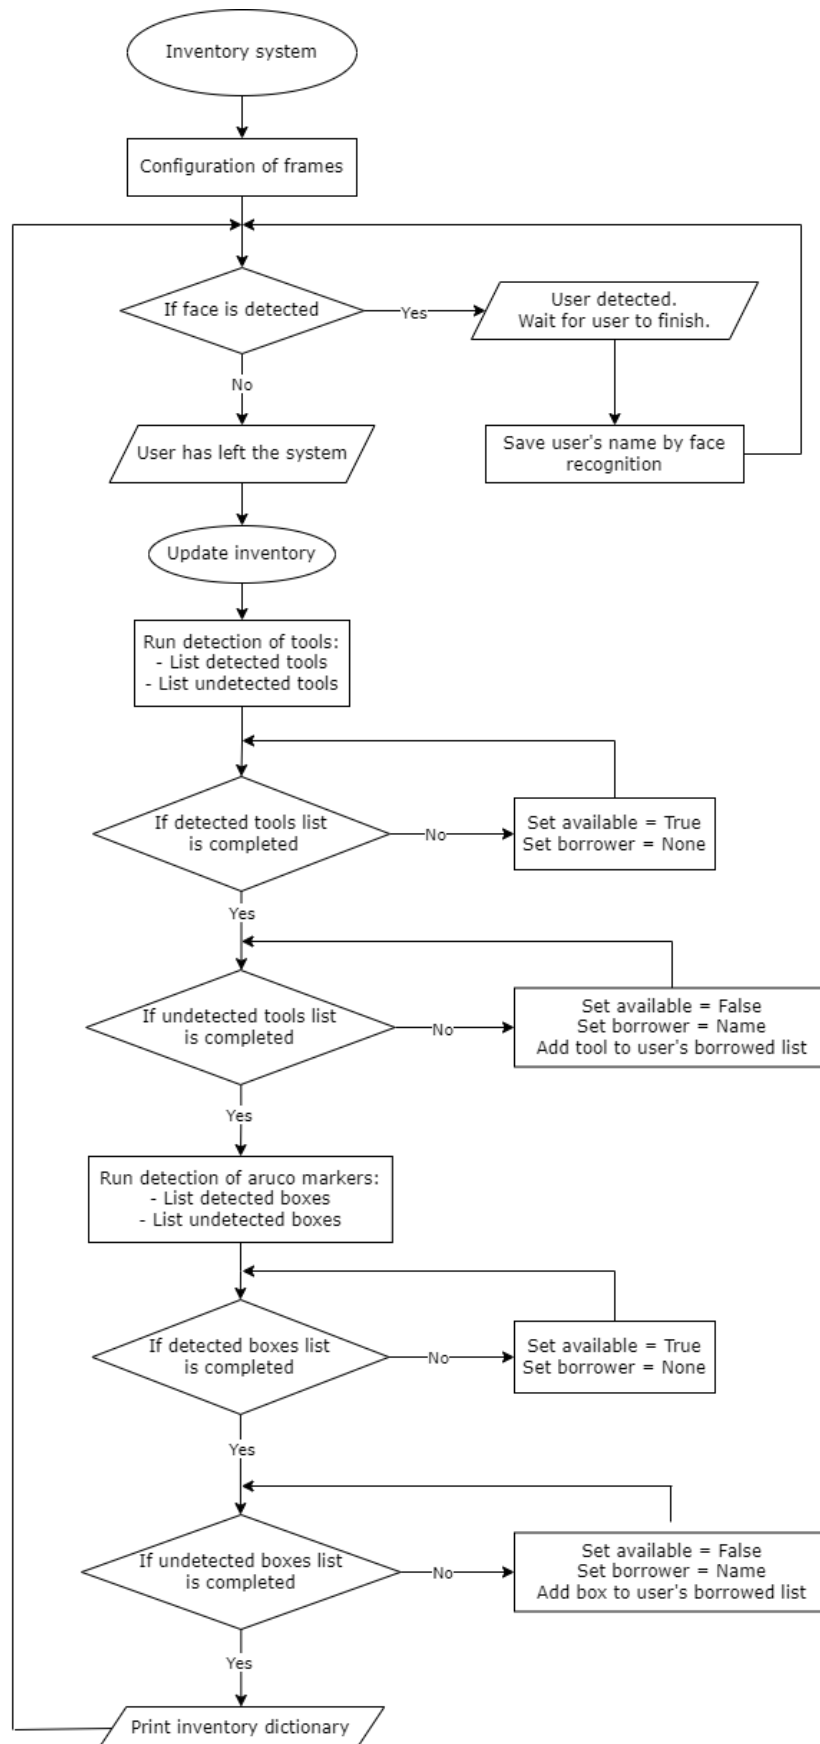 Inventory system
Configuration of frames
If face is detected
Yes
User detected.
Wait for user to finish.
No
User has left the system
Save user's name by face
recognition
Update inventory
Run detection of tools:
- List detected tools
- List undetected tools
If detected tools list
is completed
No
Set available = True
Set borrower = None
Yes
If undetected tools list
is completed
No
Set available = False
Set borrower = Name
Add tool to user's borrowed list
Yes
Run detection of aruco markers:
- List detected boxes
- List undetected boxes
If detected boxes list
is completed
No
Set available = True
Set borrower = None
Yes
If undetected boxes list
is completed
No
Set available = False
Set borrower = Name
Add box to user's borrowed list
Yes
Print inventory dictionary